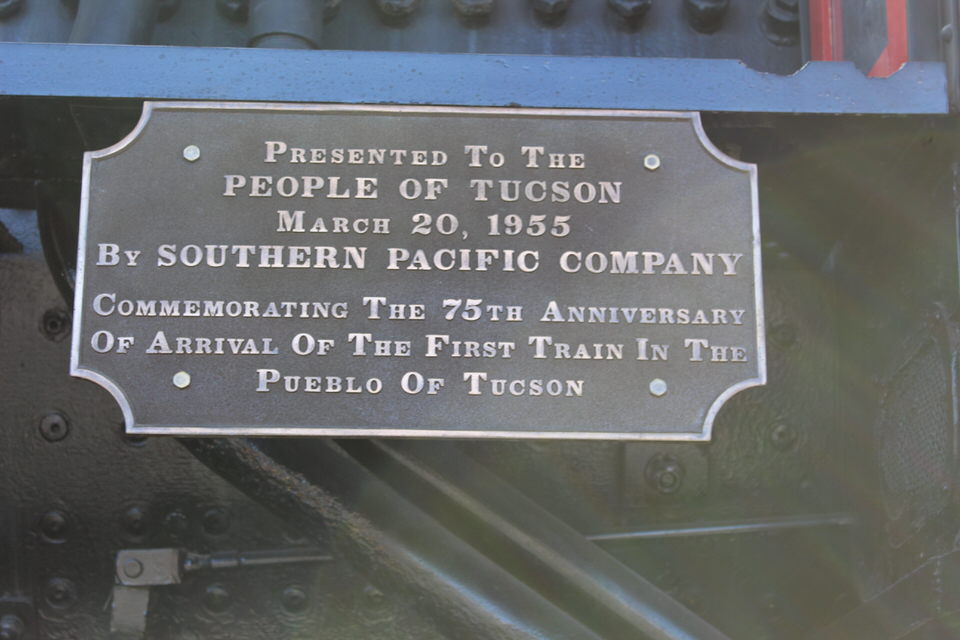 Presented To The
PEOPLE OF TUCSON
March 20, 1955
By SOUTHERN PACIFIC COMPANY
Commemorating The 75th Anniversary
Of Arrival Of The First Train In The
Pueblo Of Tucson